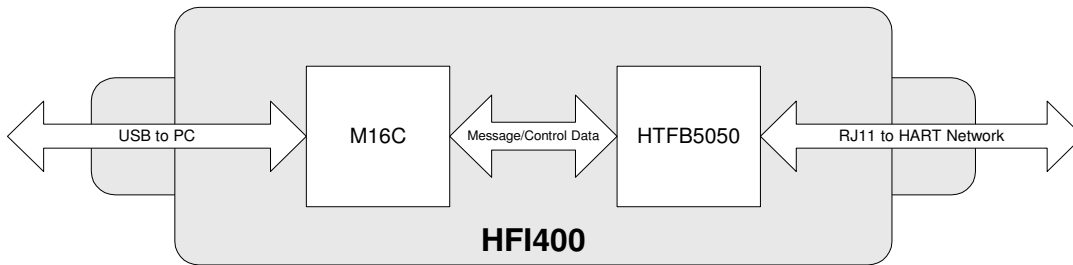 USB to PC
M16C
Message/Control Data
HTFB5050
RJ11 to HART Network
HFI400